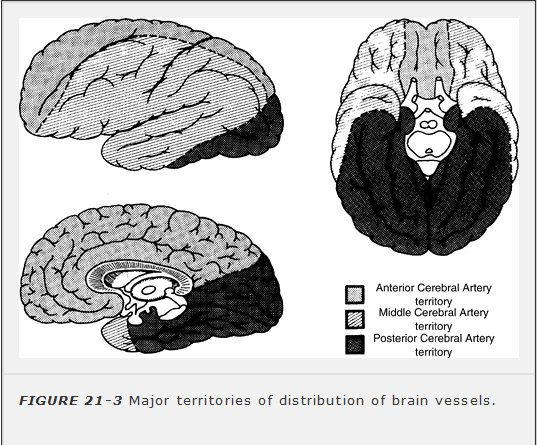 Anterior Cerebral Artery
territory
Middle Cerebral Artery
territory
Posterior Cerebral Artery
territory
FIGURE 21-3 Major territories of distribution of brain vessels.